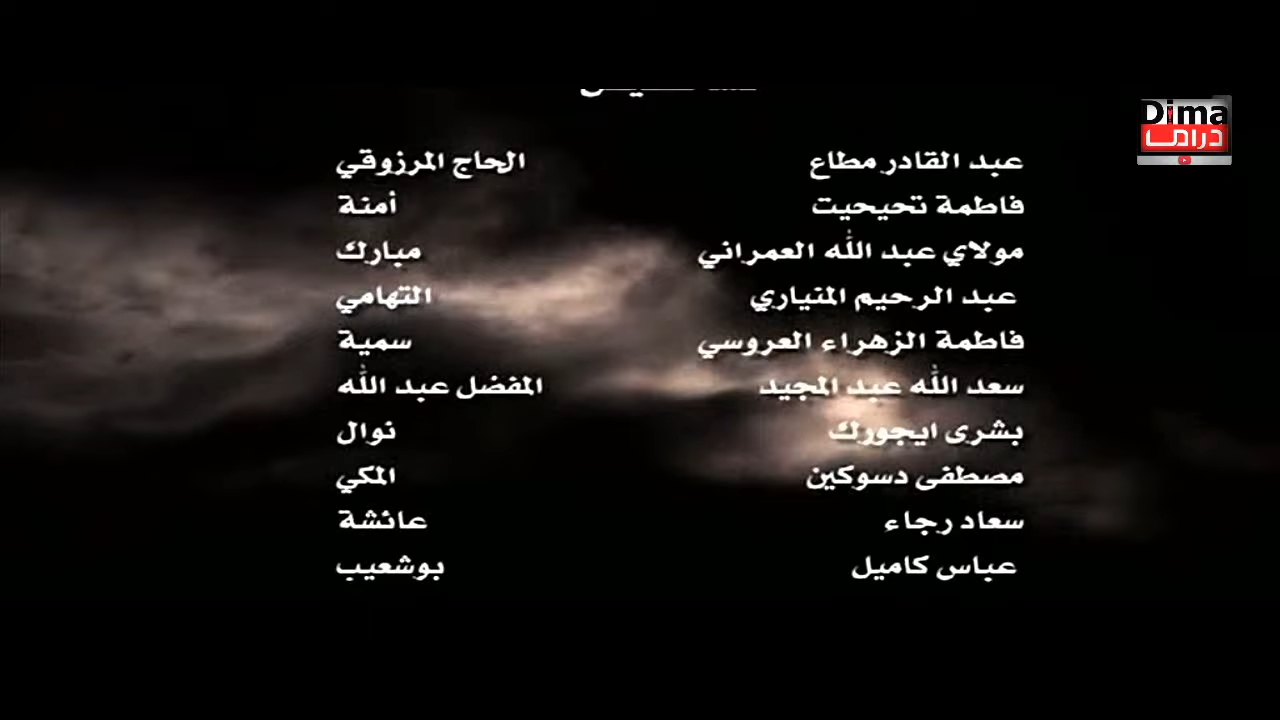 Dima
دراما
عبد القادر مطاع الحاج المرزوقي
فاطمة تحيحيت أمنة
مولاي عبد الله العمراني مبارك
عبد الرحيم المنياري التهامي
فاطمة الزهراء العروسي سمية
سعد الله عبد المجيد المفضل عبد الله
بشرى ايجورك نوال
مصطفى دسوكين المكي
سعاد رجاء عائشة
عباس كاميل بوشعيب